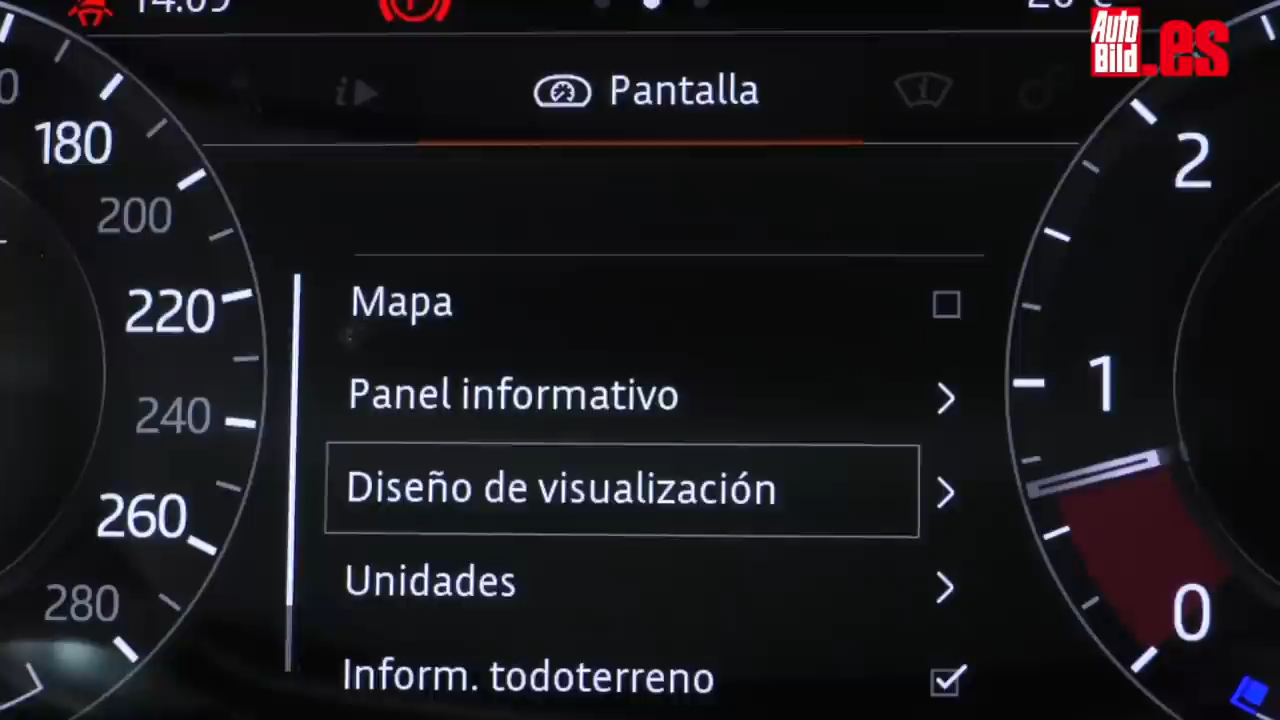 Auto
Bild
.es
Pantalla
180
200
220
240
260
280
Mapa
Panel informativo
Diseño de visualización
Unidades
Inform. todoterreno
2
1
0